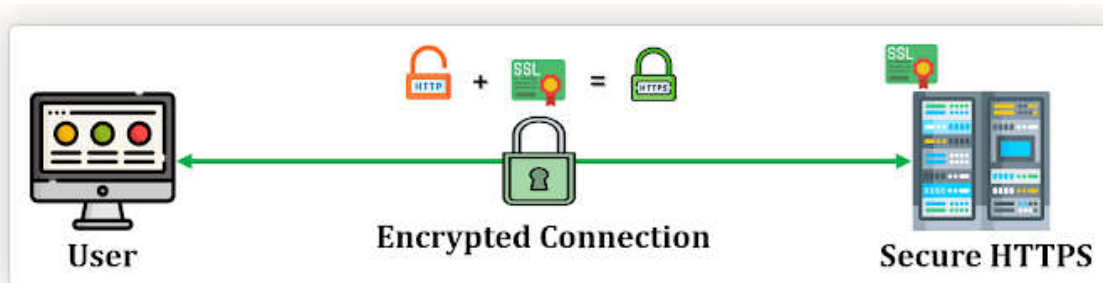 SSL
HTTP + SSL = HTTPS
User
Encrypted Connection
Secure HTTPS